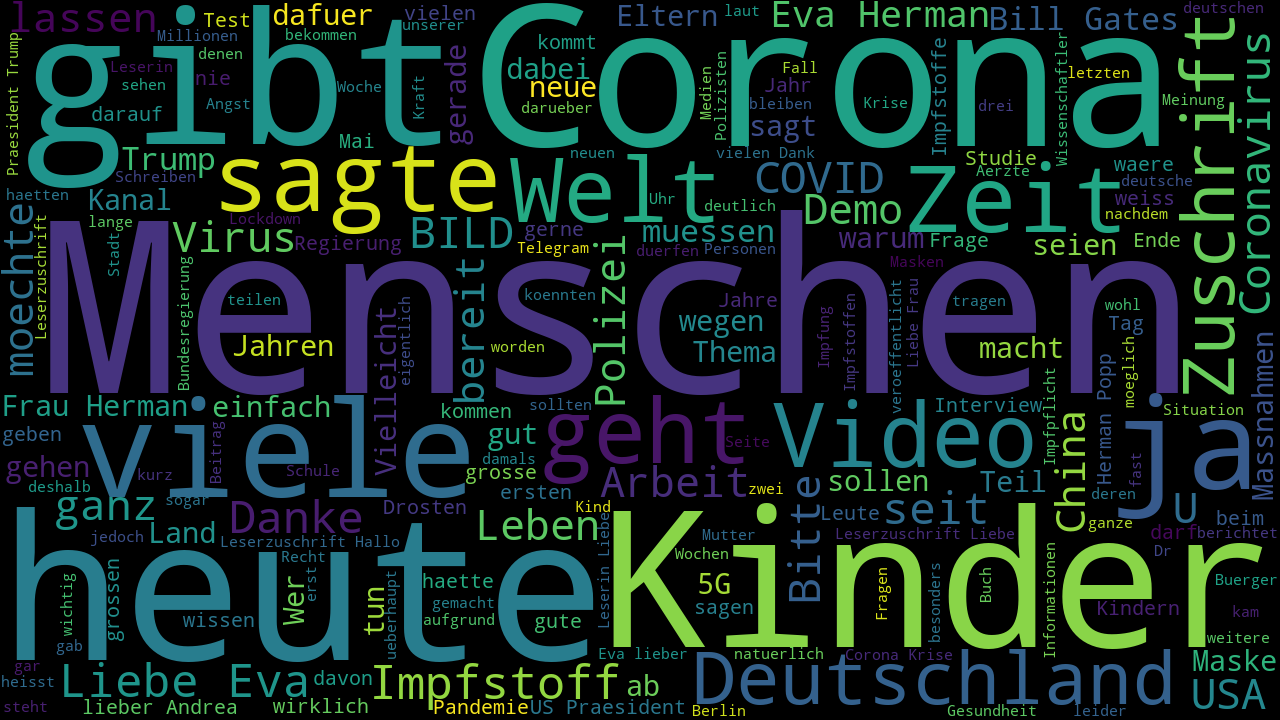 lassen
Millionen
Test
dafuer
bekommen
vielen
unserer
Eltern
laut
Eva Herman
Bill Gates
deutschen
Praesident Trump
gibt
Corona
denen
Leserin
sehen
nie
Angst
darauf
Woche
Kraft
gerade
dabei
neue
darueber
kommt
Medien
Polizisten
Fall
Jahr
bleiben
Krise
sagt
Impfstoffe
drei
Wissenschaftler
letzten
Meinung
Zuschrift
Coronavirus
Mai
Trump
Schreiben
haetten
Kanal
lange
sagte
Welt
neuen
vielen Dank
COVID
Uhr
deutlich
Demo
Zeit
Studie
Aerzte
waere
deutsche
weiss
nachdem
moechte
Leserzuschrift
Stadt
Virus
Lockdown
Regierung
BILD
gerne
Telegram
muessen
duerfen
Personen
warum
Frage
Masken
seien
Ende
Menschen
Bundesregierung
teilen
Jahren
Vielleicht
eigentlich
bereit
worden
koennten
Polizei
Jahre
wegen
Thema
Impfung
Impfstoffen
veroeffentlicht
Liebe Frau
tragen
macht
wohl
Tag
moeglich
Massnahmen
Frau Herman
geben
gehen
deshalb
viele
einfach
kurz
Beitrag
sogar
Schule
kommen
gut
damals
grosse
ersten
sollten
geht
Seite
Arbeit
zwei
Video
Interview
sollen
Teil
Impfpflicht
China
Herman Popp
fast
deren
Situation
ja
ganz
jedoch
Land
Danke
Drosten
Leserzuschrift Hallo
Recht
Leben
Kind
Leserin Liebe
Mutter
Wochen
Bitte
Leute
seit
Leserzuschrift Liebe
U
ganze
darf
Dr
beim
berichtet
heute
Kinder
wichtig
gab
grossen
wissen
Wer
erst
tun
ueberhaupt
haette
gemacht
aufgrund
gute
5G
sagen
Fragen
besonders
Buch
Informationen
Kindern
kam
Buerger
weitere
gar
heisst
steht
Liebe Eva
lieber Andrea
davon
wirklich
Impfstoff
Pandemie
US Praesident
ab
Eva lieber
natuerlich
Corona Krise
Deutschland
Berlin
Gesundheit
leider
Maske
USA